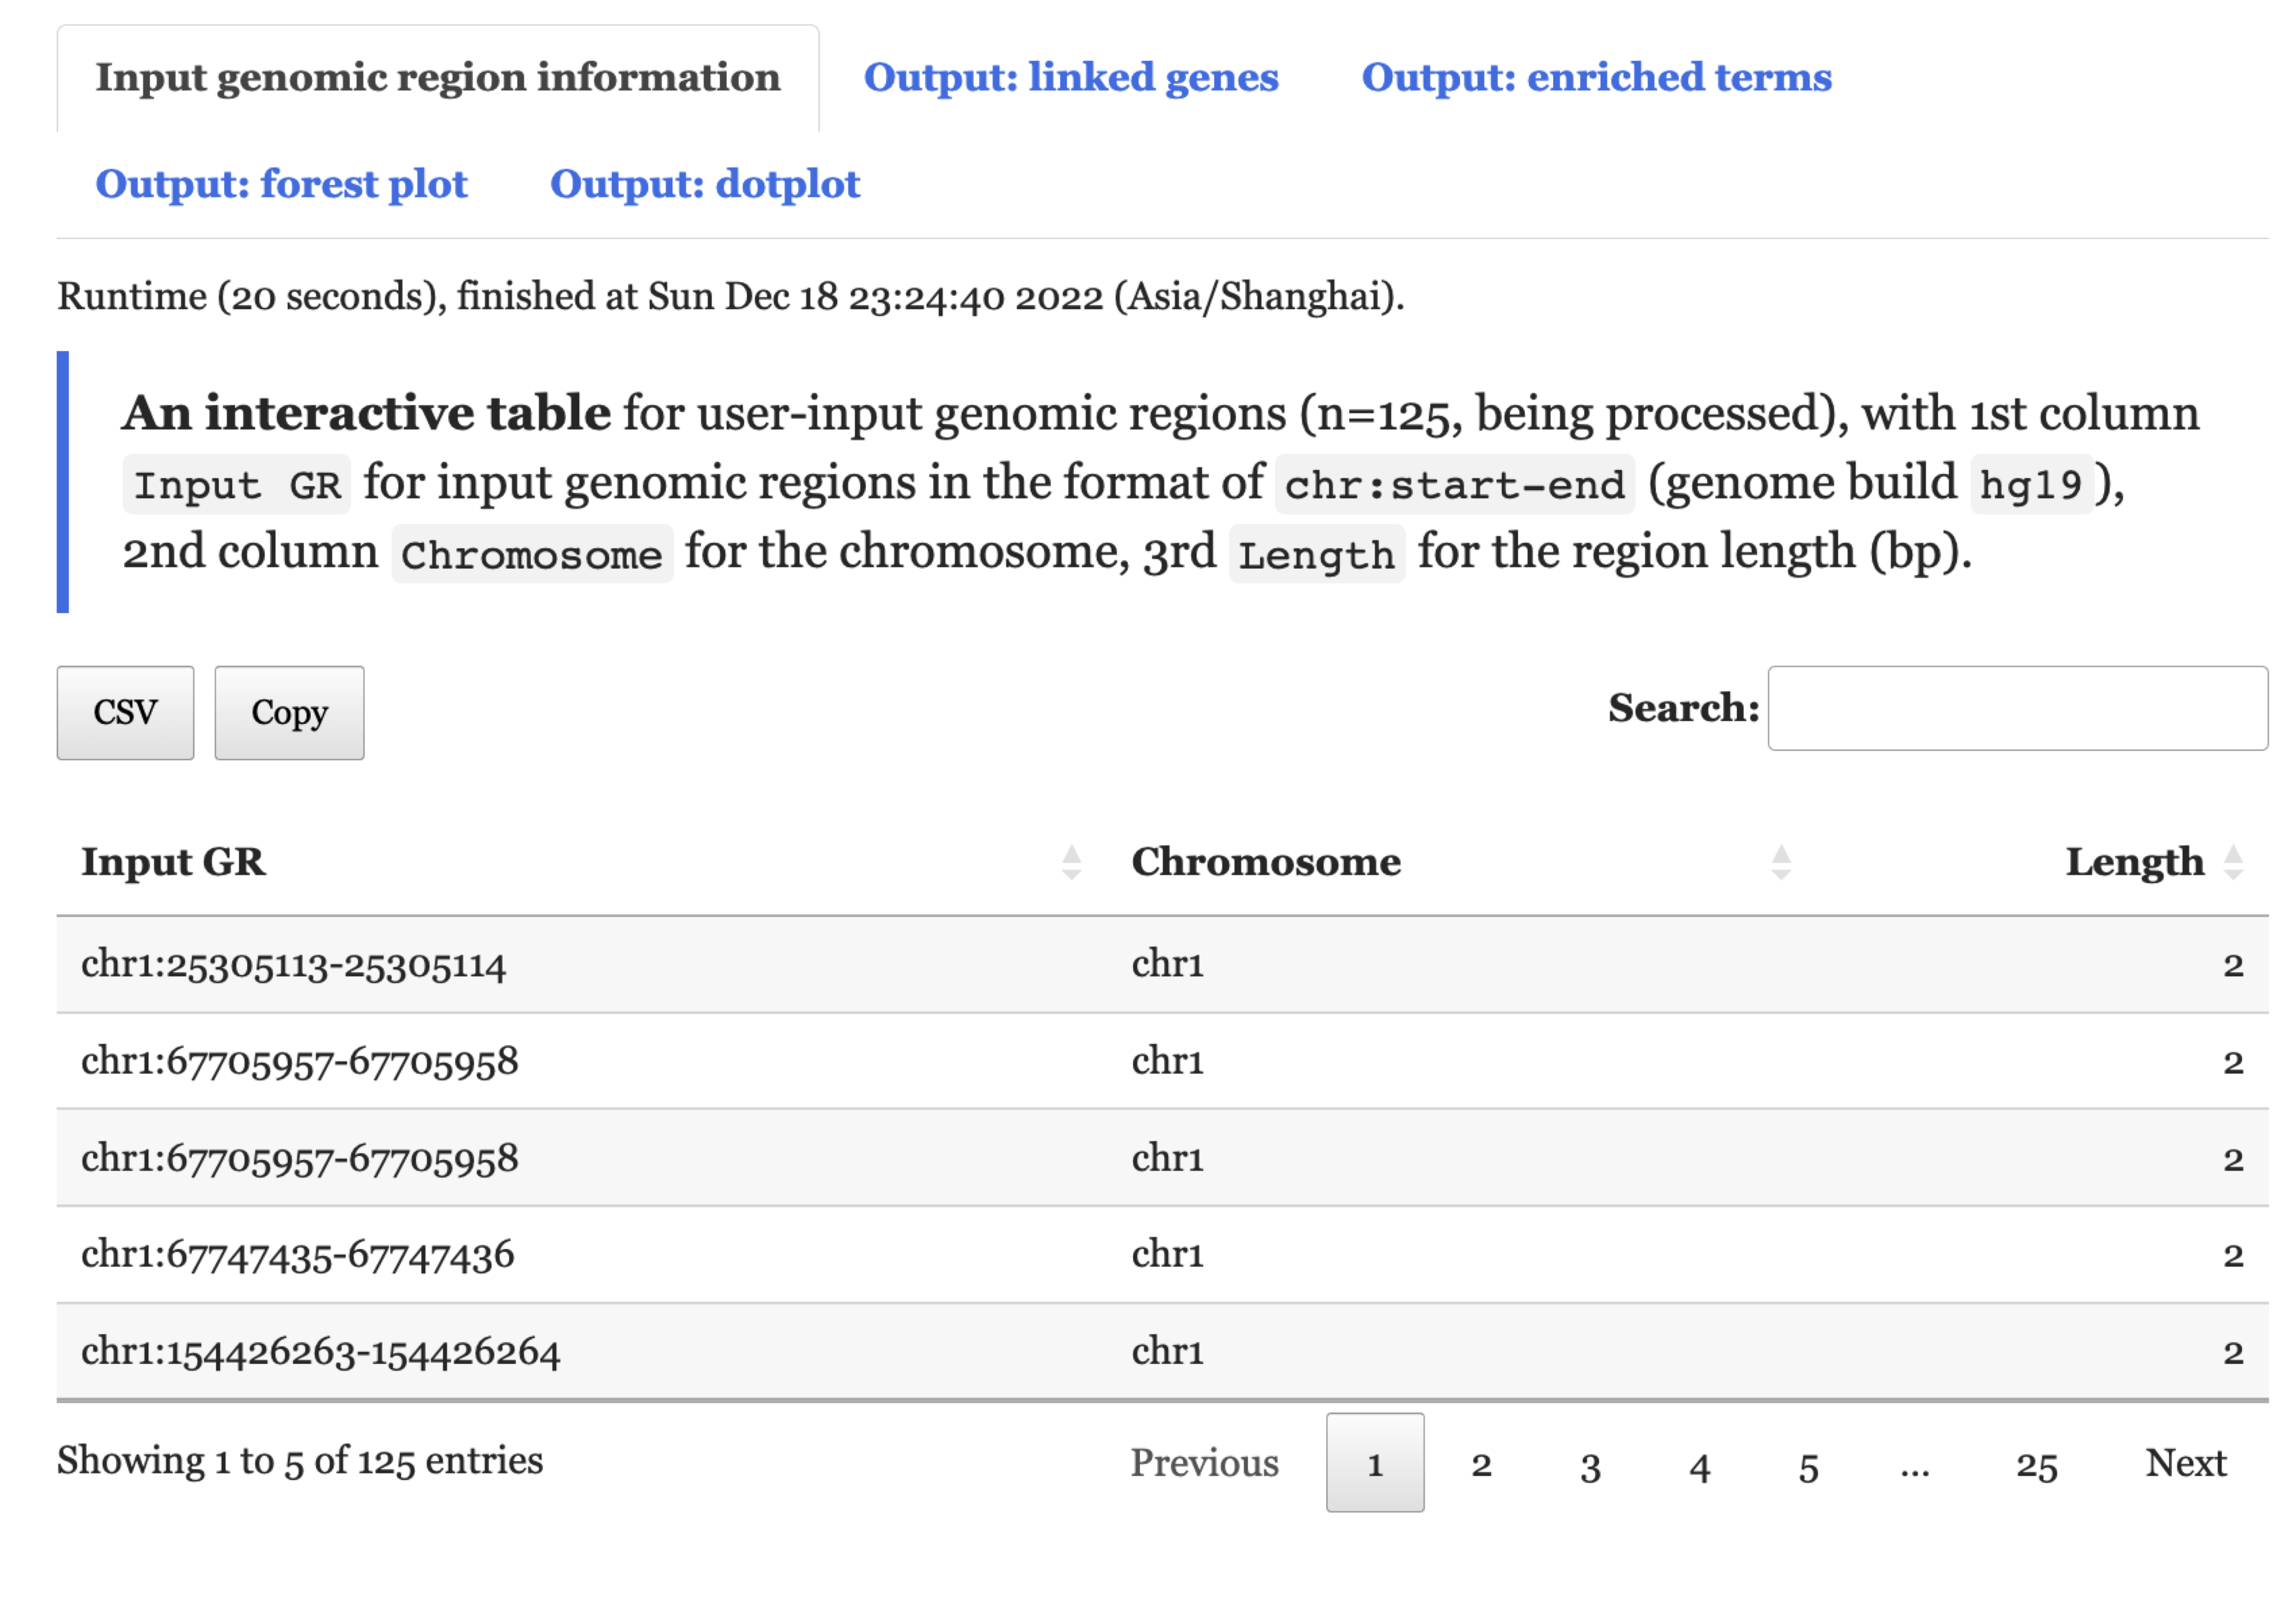 Input genomic region information Output: linked genes Output: enriched terms
Output: forest plot Output: dotplot
Runtime (20 seconds), finished at Sun Dec 18 23:24:40 2022 (Asia/Shanghai).
An interactive table for user-input genomic regions (n=125, being processed), with 1st column
Input GR for input genomic regions in the format of chr:start-end (genome build hg19),
2nd column Chromosome for the chromosome, 3rd Length for the region length (bp).
CSV Copy Search:
Input GR Chromosome Length
chr1:25305113-25305114 chr1 2
chr1:67705957-67705958 chr1 2
chr1:67705957-67705958 chr1 2
chr1:67747435-67747436 chr1 2
chr1:154426263-154426264 chr1 2
Showing 1 to 5 of 125 entries Previous 1 2 3 4 5 ... 25 Next